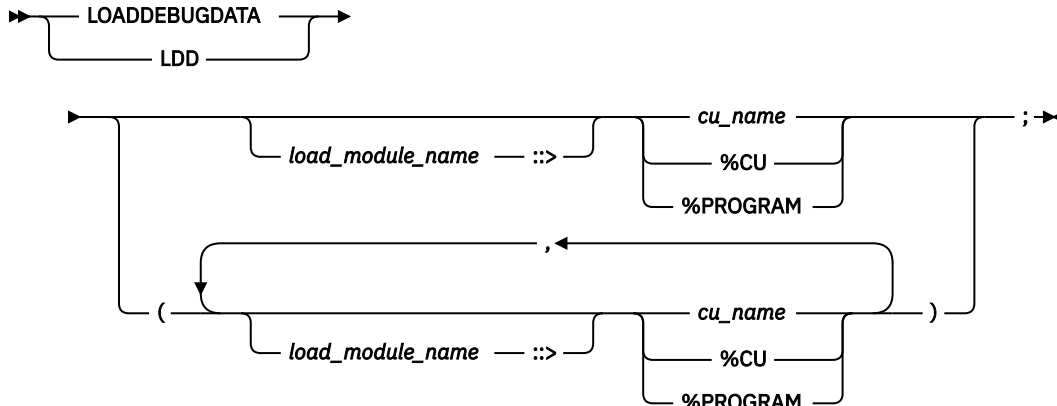 LOADDEBUGDATA
LDD
cu_name ;
load_module_name ::>
%CU
%PROGRAM
,
( cu_name )
load_module_name ::>
%CU
%PROGRAM